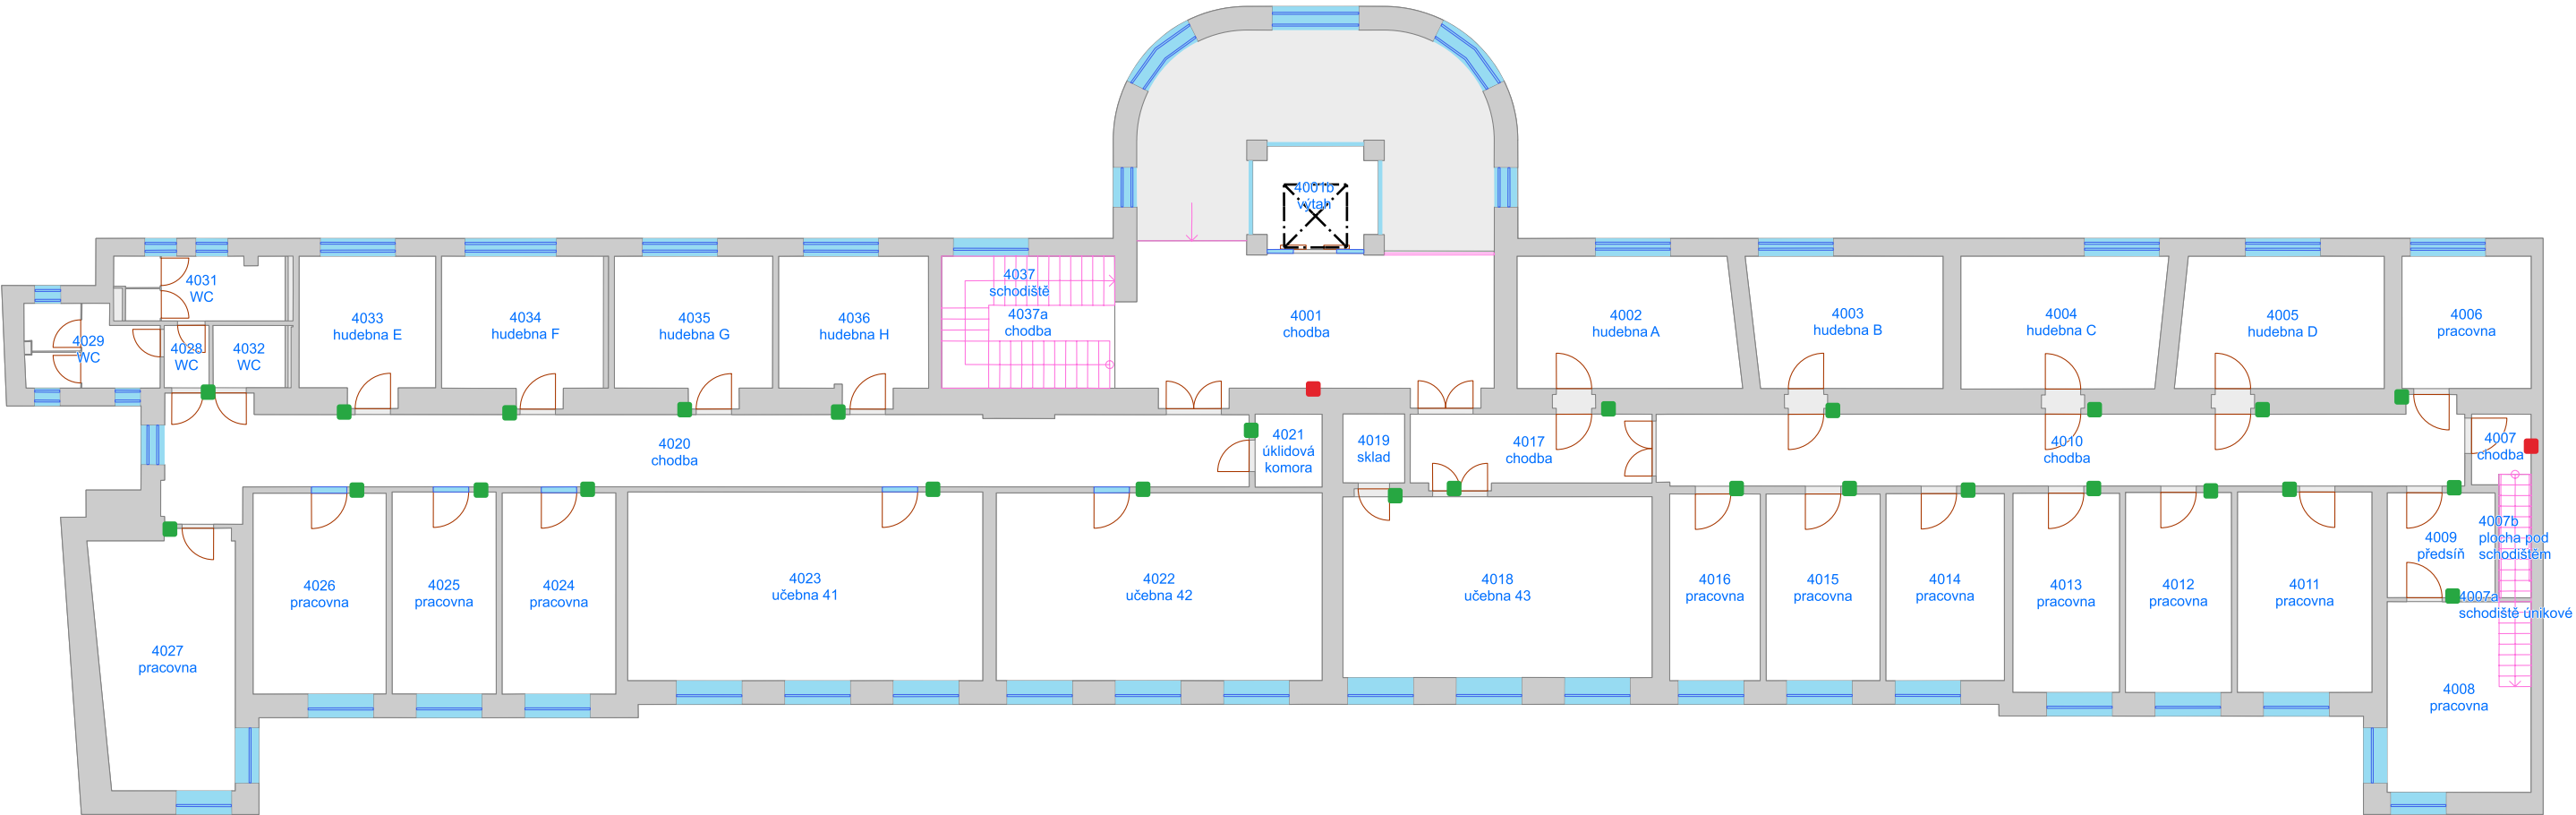 4001b
výtah
4031
WC
4037
schodiště
4037a
chodba
4033
hudebna E
4034
hudebna F
4035
hudebna G
4036
hudebna H
4001
chodba
4002
hudebna A
4003
hudebna B
4004
hudebna C
4005
hudebna D
4006
pracovna
4029
WC
4028
WC
4032
WC
4020
chodba
4021
úklidová
komora
4019
sklad
4017
chodba
4010
chodba
4007
chodba
4007b
plocha pod
schodištěm
4009
předsíň
4007a
schodiště únikové
4026
pracovna
4025
pracovna
4024
pracovna
4023
učebna 41
4022
učebna 42
4018
učebna 43
4016
pracovna
4015
pracovna
4014
pracovna
4013
pracovna
4012
pracovna
4011
pracovna
4027
pracovna
4008
pracovna